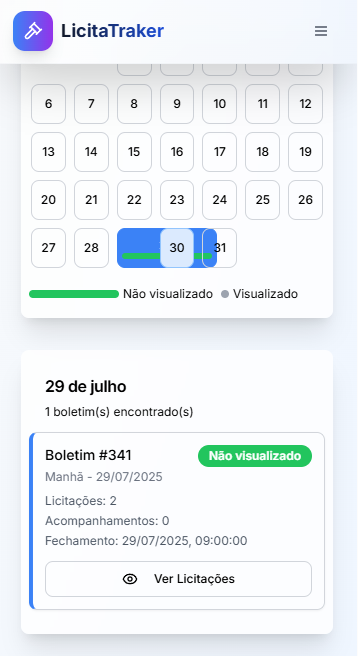 LicitaTraker
6 7 8 9 10 11 12
13 14 15 16 17 18 19
20 21 22 23 24 25 26
27 28 30 31
Não visualizado Visualizado
29 de julho
1 boletim(s) encontrado(s)
Boletim #341 Não visualizado
Manhã - 29/07/2025
Licitações: 2
Acompanhamentos: 0
Fechamento: 29/07/2025, 09:00:00
Ver Licitações